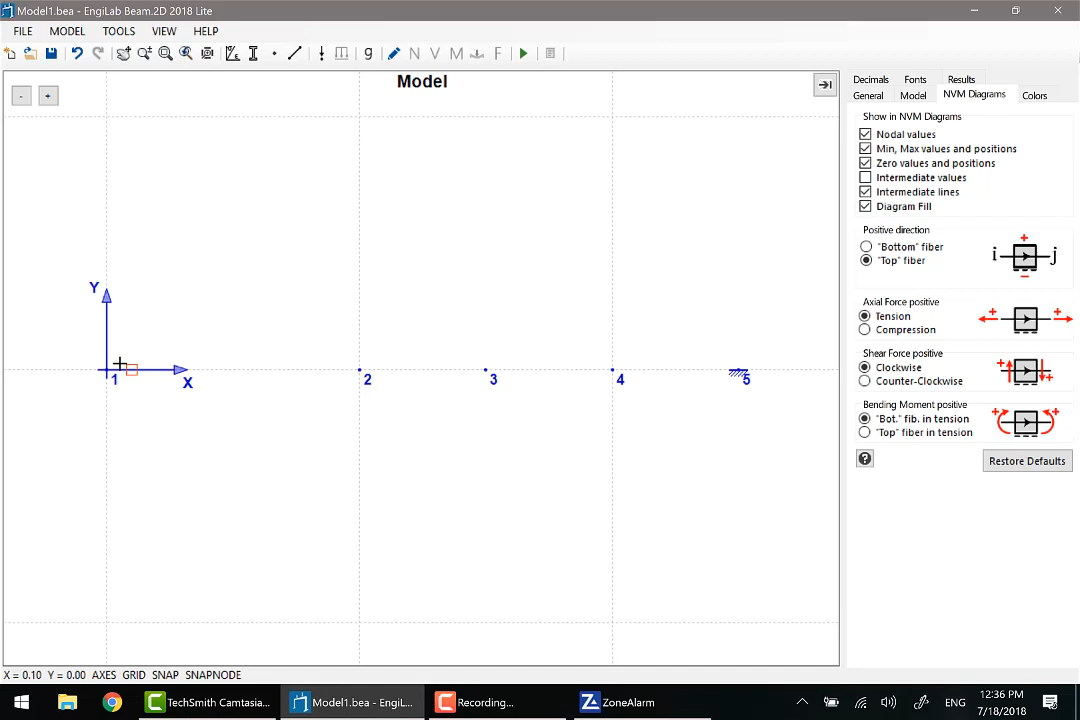 Model1.bea - EngiLab Beam.2D 2018 Lite
FILE MODEL TOOLS VIEW HELP
g N V M F
Model
- +
Y
X
1 2 3 4 5
Decimals Fonts Results
General Model NVM Diagrams Colors
Show in NVM Diagrams
Nodal values
Min, Max values and positions
Zero values and positions
Intermediate values
Intermediate lines
Diagram Fill
Positive direction
"Bottom" fiber
"Top" fiber
i j
+
-
Axial Force positive
Tension
Compression
+ +
Shear Force positive
Clockwise
Counter-Clockwise
+ +
Bending Moment positive
"Bot." fib. in tension
"Top" fiber in tension
+ +
? Restore Defaults
X = 0.10 Y = 0.00 AXES GRID SNAP SNAPNODE
TechSmith Camtasia... Model1.bea - EngiL... Recording... ZoneAlarm ENG
12:36 PM
7/18/2018